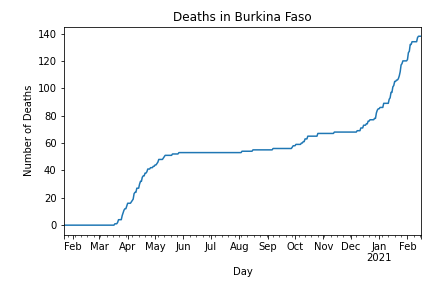 Deaths in Burkina Faso
Number of Deaths
140
120
100
80
60
40
20
0
Feb Mar Apr May Jun Jul Aug Sep Oct Nov Dec Jan Feb
2021
Day